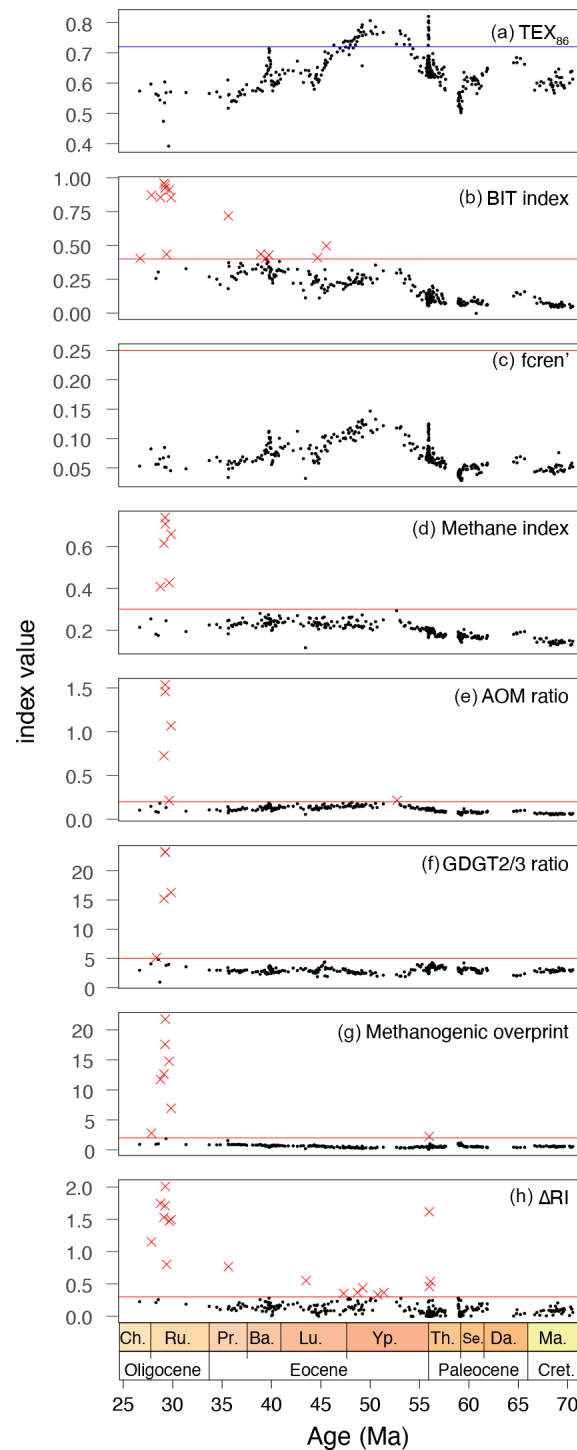 (a) TEX86
0.8
0.7
0.6
0.5
0.4
(b) BIT index
1.00
0.75
0.50
0.25
0.00
(c) fcren’
0.25
0.20
0.15
0.10
0.05
(d) Methane index
0.6
0.4
0.2
index value
(e) AOM ratio
1.5
1.0
0.5
0.0
(f) GDGT2/3 ratio
20
15
10
5
0
(g) Methanogenic overprint
20
15
10
5
0
(h) ΔRI
2.0
1.5
1.0
0.5
0.0
Ch. Ru. Pr. Ba. Lu. Yp. Th. Se. Da. Ma.
Oligocene Eocene Paleocene Cret.
25 30 35 40 45 50 55 60 65 70
Age (Ma)